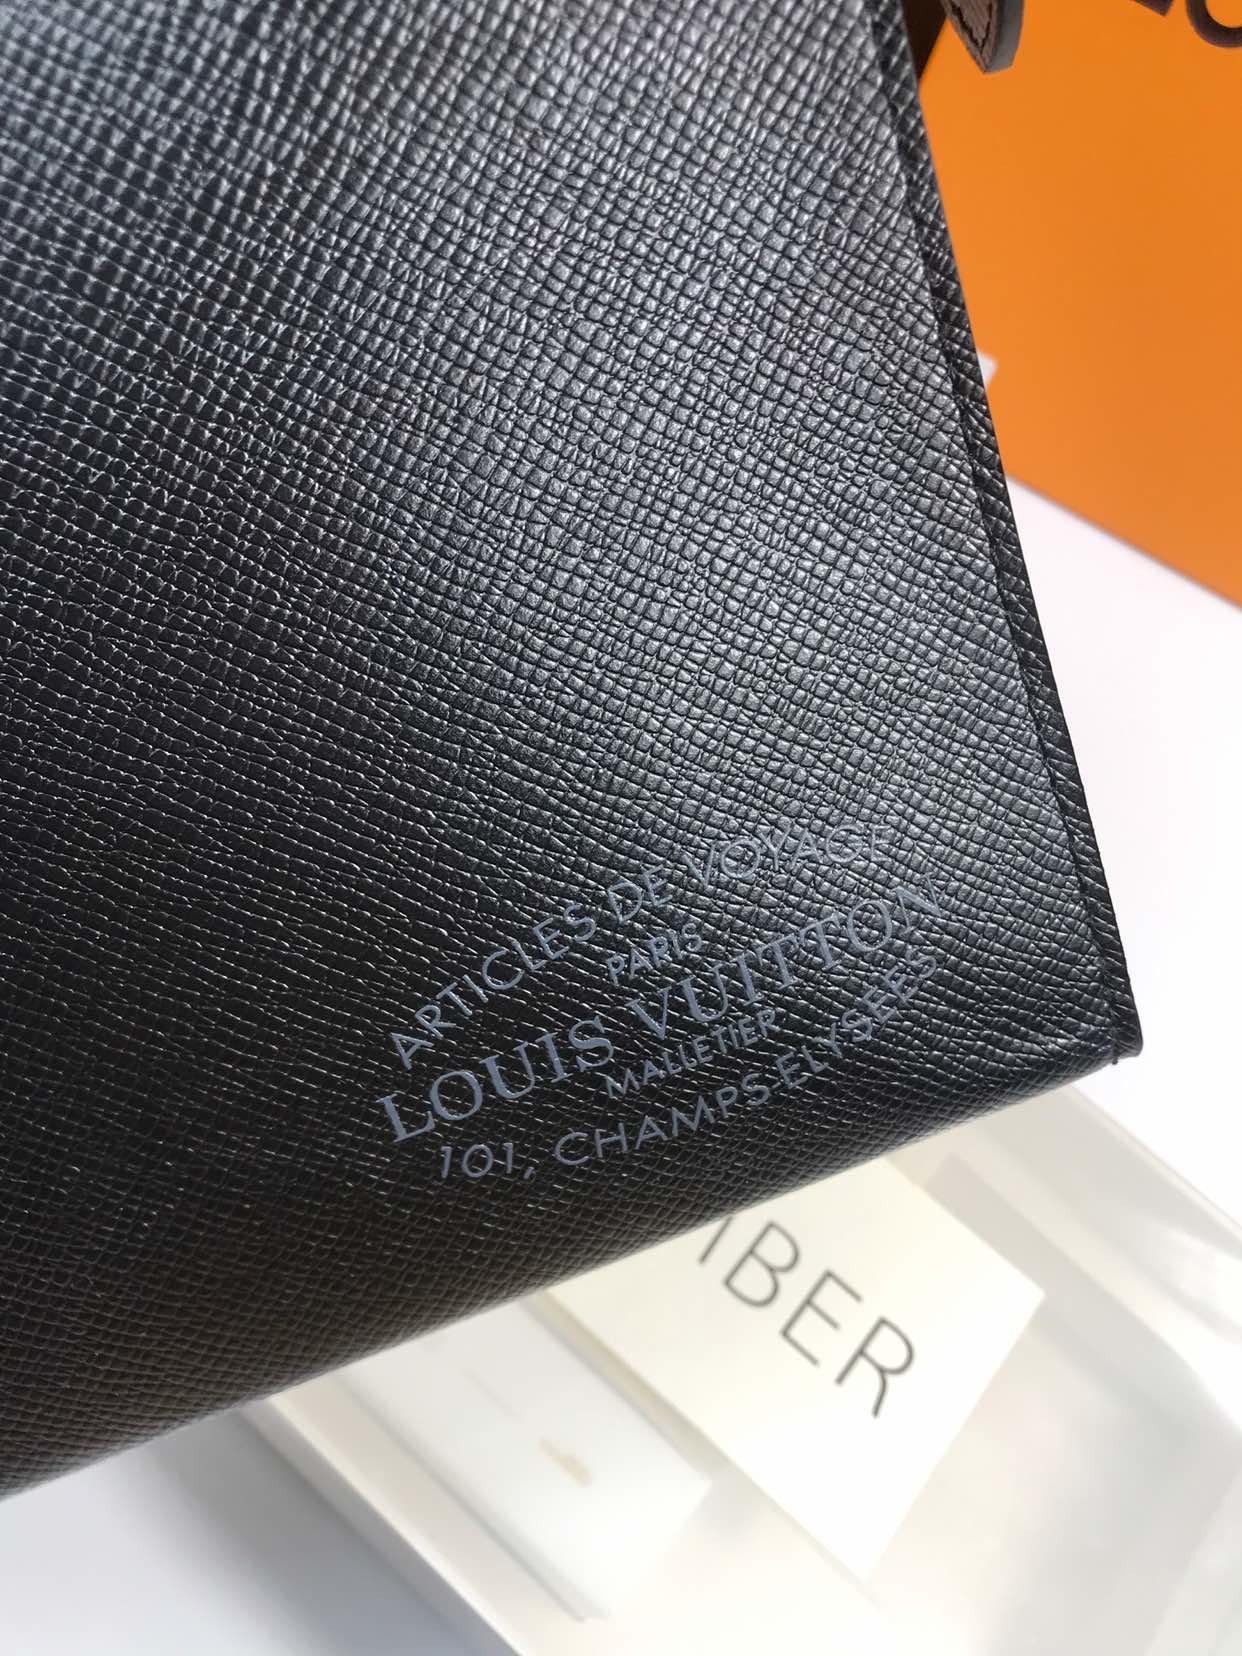 ARTICLES DE VOYAGE
PARIS
LOUIS VUITTON
MALLETIER
101, CHAMPS-ELYSEES
BER